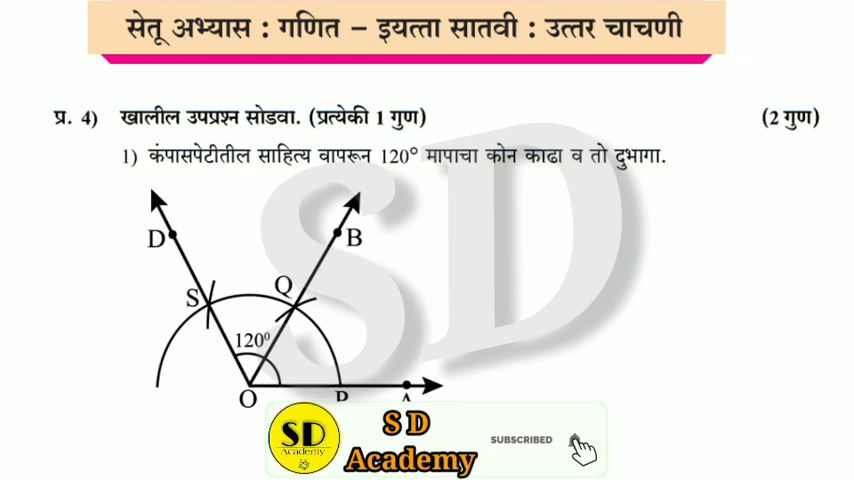 सेतू अभ्यास : गणित – इयत्ता सातवी : उत्तर चाचणी
प्र. 4) खालील उपप्रश्न सोडवा. (प्रत्येकी 1 गुण) (2 गुण)
1) कंपासपेटीतील साहित्य वापरून 120° मापाचा कोन काढा व तो दुभागा.
D
B
S
Q
120⁰
O
P
A
SD
SD
Academy
S D
Academy
SUBSCRIBED